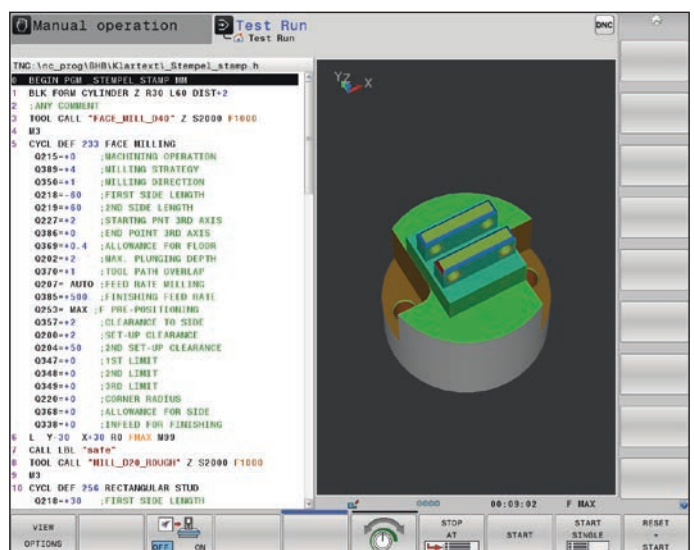 Manual operation
Test Run
Test Run
DNC
TNC:\nc_prog\BHB\Klartext\_Stempel_stamp.h
0 BEGIN PGM _STEMPEL_STAMP MM
1 BLK FORM CYLINDER Z R30 L60 DIST+2
2 ;ANY COMMENT
3 TOOL CALL "FACE_MILL_D40" Z S2000 F1000
4 M3
5 CYCL DEF 233 FACE MILLING
Q215=+0 ;MACHINING OPERATION
Q389=+4 ;MILLING STRATEGY
Q350=+1 ;MILLING DIRECTION
Q218=-60 ;FIRST SIDE LENGTH
Q219=+60 ;2ND SIDE LENGTH
Q227=+2 ;STARTNG PNT 3RD AXIS
Q386=+0 ;END POINT 3RD AXIS
Q369=+0.4 ;ALLOWANCE FOR FLOOR
Q202=+2 ;MAX. PLUNGING DEPTH
Q370=+1 ;TOOL PATH OVERLAP
Q207= AUTO ;FEED RATE MILLING
Q385=+500 ;FINISHING FEED RATE
Q253= MAX ;F PRE-POSITIONING
Q357=+2 ;CLEARANCE TO SIDE
Q200=+2 ;SET-UP CLEARANCE
Q204=+50 ;2ND SET-UP CLEARANCE
Q347=+0 ;1ST LIMIT
Q348=+0 ;2ND LIMIT
Q349=+0 ;3RD LIMIT
Q220=+0 ;CORNER RADIUS
Q368=+0 ;ALLOWANCE FOR SIDE
Q338=+0 ;INFEED FOR FINISHING
6 L Y-30 X+30 R0 FMAX M99
7 CALL LBL "safe"
8 TOOL CALL "MILL_D20_ROUGH" Z S2000 F1000
9 M3
10 CYCL DEF 256 RECTANGULAR STUD
Q218=+30 ;FIRST SIDE LENGTH
Y Z X
00:09:02 F MAX
VIEW OPTIONS
OFF ON
STOP AT
START
START SINGLE
RESET + START